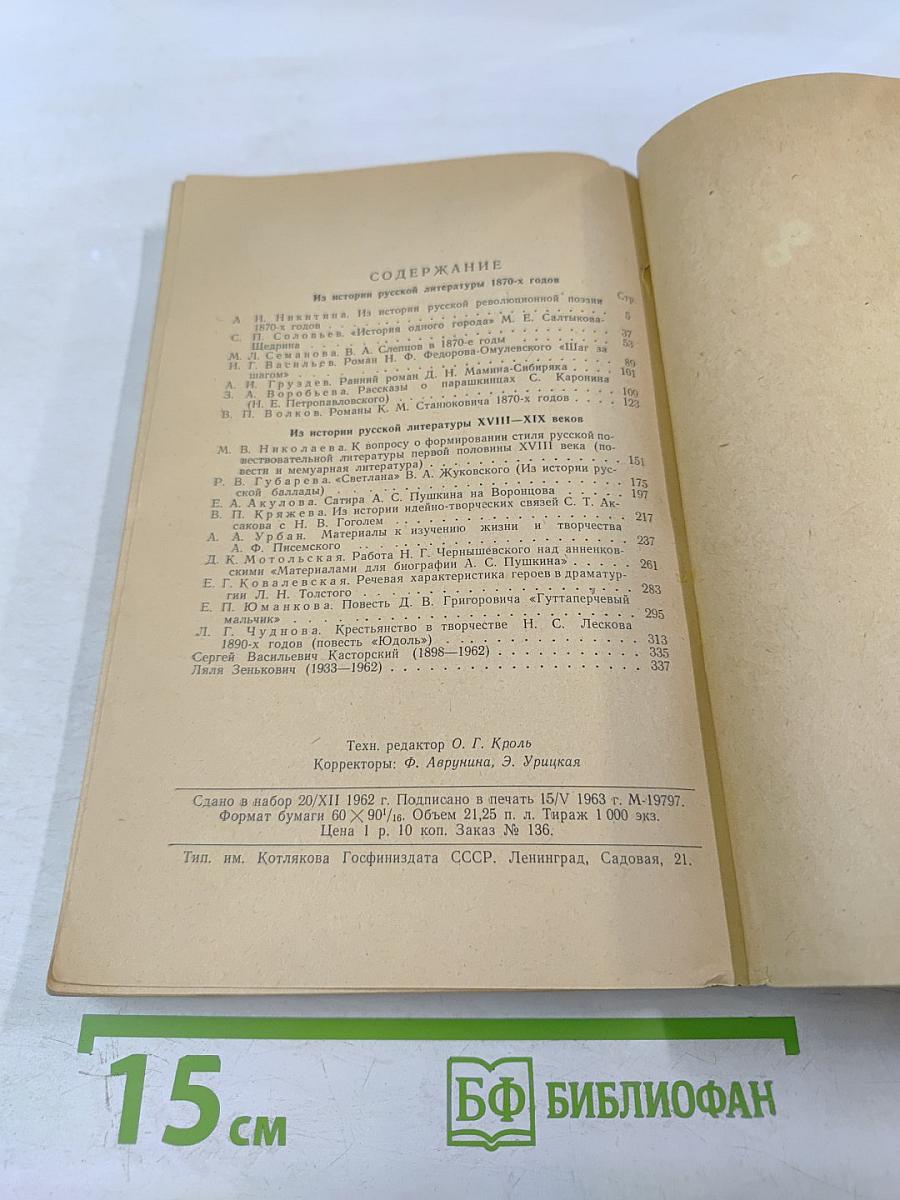 СОДЕРЖАНИЕ
Из истории русской литературы 1870-х годов
Стр.
А. И. Никитина. Из истории русской революционной поэзии
1870-х годов . . . 5
С. П. Соловьев. «История одного города» М. Е. Салтыкова-
Щедрина . . . 37
М. Л. Семанова. В. А. Слепцов в 1870-е годы . . . 53
И. Г. Васильев. Роман Н. Ф. Федорова-Омулевского «Шаг за
шагом» . . . 89
А. И. Груздев. Ранний роман Д. Н. Мамина-Сибиряка . . . 101
З. А. Воробьева. Рассказы о парашкинцах С. Каронина
(Н. Е. Петропавловского) . . . 109
В. П. Волков. Романы К. М. Станюковича 1870-х годов . . . 123
Из истории русской литературы XVIII—XIX веков
М. В. Николаева. К вопросу о формировании стиля русской по-
вествовательной литературы первой половины XVIII века (по-
вести и мемуарная литература) . . . 151
Р. В. Губарева. «Светлана» В. А. Жуковского (Из истории рус-
ской баллады) . . . 175
Е. А. Акулова. Сатира А. С. Пушкина на Воронцова . . . 197
В. П. Кряжева. Из истории идейно-творческих связей С. Т. Ак-
сакова с Н. В. Гоголем . . . 217
А. А. Урбан. Материалы к изучению жизни и творчества
А. Ф. Писемского . . . 237
Д. К. Мотольская. Работа Н. Г. Чернышевского над анненков-
скими «Материалами для биографии А. С. Пушкина» . . . 261
Е. Г. Ковалевская. Речевая характеристика героев в драматур-
гии Л. Н. Толстого . . . 283
Е. П. Юманкова. Повесть Д. В. Григоровича «Гуттаперчевый
мальчик» . . . 295
Л. Г. Чуднова. Крестьянство в творчестве Н. С. Лескова
1890-х годов (повесть «Юдоль») . . . 313
Сергей Васильевич Касторский (1898—1962) . . . 335
Ляля Зенькович (1933—1962) . . . 337
Техн. редактор О. Г. Кроль
Корректоры: Ф. Аврунина, Э. Урицкая
Сдано в набор 20/XII 1962 г. Подписано в печать 15/V 1963 г. М-19797.
Формат бумаги 60×90¹/₁₆. Объем 21,25 п. л. Тираж 1 000 экз.
Цена 1 р. 10 коп. Заказ № 136.
Тип. им. Котлякова Госфиниздата СССР. Ленинград, Садовая, 21.
15 см
БФ БИБЛИОФАН